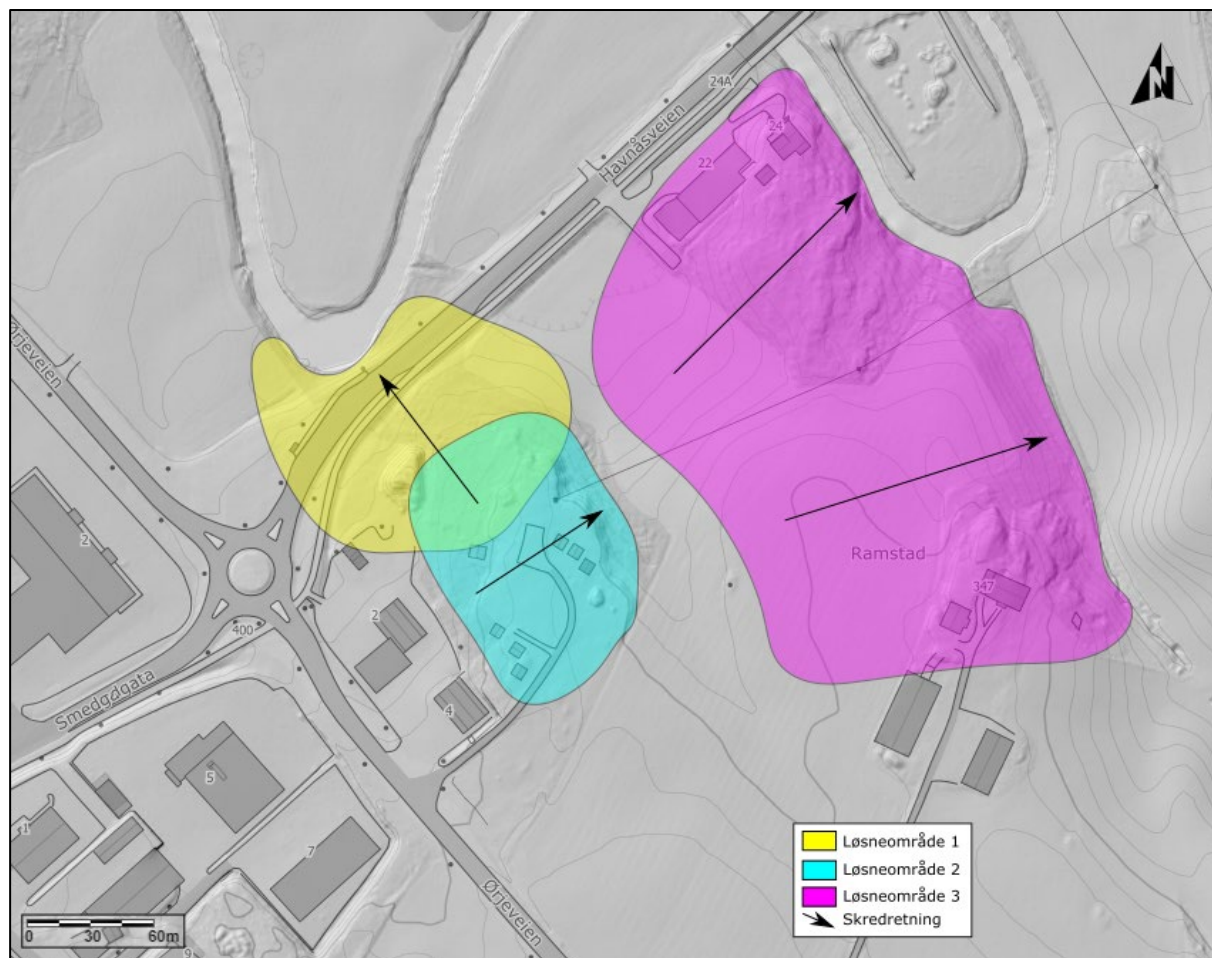 N
24A
Havnåsveien
24
22
Ørjeveien
2
Ramstad
347
2
400
4
Smedgdgata
5
1
7
Ørjeveien
9
Løsneområde 1
Løsneområde 2
Løsneområde 3
Skredretning
0 30 60m